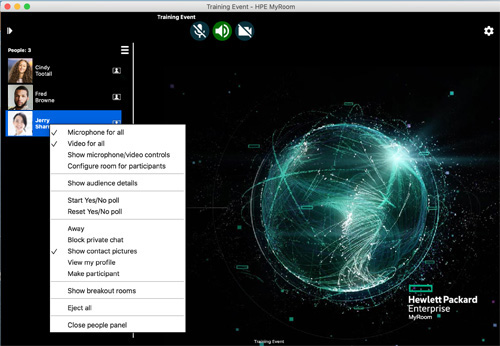 Training Event - HPE MyRoom
Training Event
People: 3
Cindy
Tootall
Fred
Browne
Jerry
Microphone for all
Video for all
Show microphone/video controls
Configure room for participants
Show audience details
Start Yes/No poll
Reset Yes/No poll
Away
Block private chat
Show contact pictures
View my profile
Make participant
Show breakout rooms
Eject all
Close people panel
Hewlett Packard
Enterprise
MyRoom
Training Event